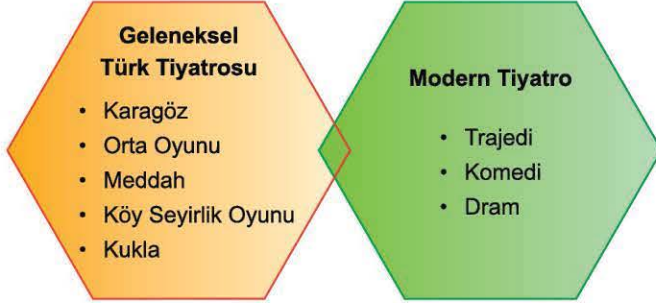 Geleneksel
Türk Tiyatrosu
• Karagöz
• Orta Oyunu
• Meddah
• Köy Seyirlik Oyunu
• Kukla
Modern Tiyatro
• Trajedi
• Komedi
• Dram